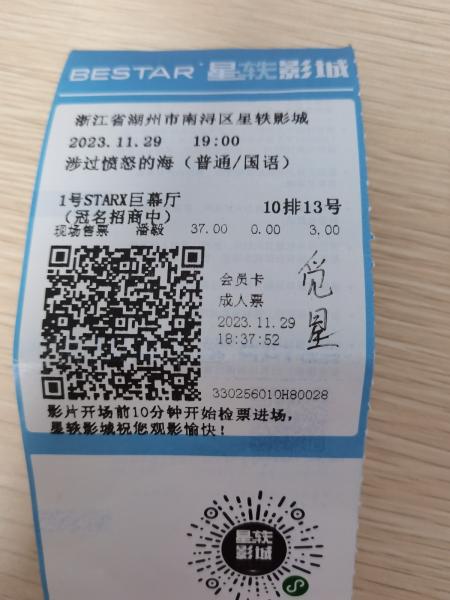 BESTAR 星轶影城
浙江省湖州市南浔区星轶影城
2023.11.29 19:00
涉过愤怒的海（普通/国语）
1号STARX巨幕厅 10排13号
（冠名招商中）
现场售票 潘毅 37.00 0.00 3.00
会员卡
成人票
2023.11.29
18:37:52
觅星
330256010H80028
影片开场前10分钟开始检票进场，
星轶影城祝您观影愉快！
星轶
影城